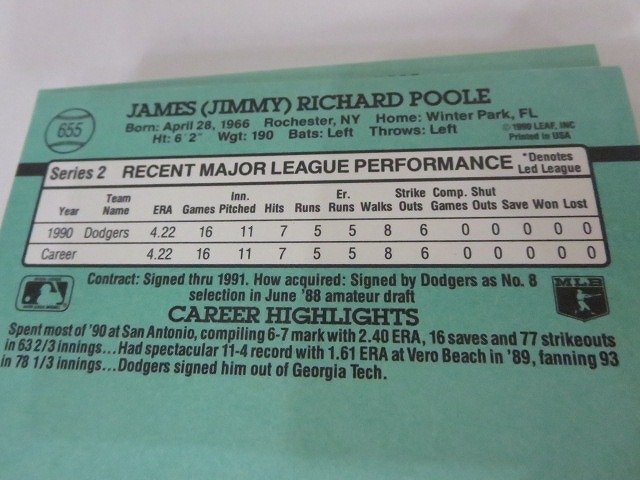 655
JAMES (JIMMY) RICHARD POOLE
Born: April 28, 1966 Rochester, NY Home: Winter Park, FL
Ht: 6'2" Wgt: 190 Bats: Left Throws: Left
©1990 LEAF, INC
Printed in USA
Series 2 RECENT MAJOR LEAGUE PERFORMANCE *Denotes Led League
Year Team Name ERA Games Inn. Pitched Hits Runs Er. Runs Walks Strike Outs Comp. Games Shut Outs Save Won Lost
1990 Dodgers 4.22 16 11 7 5 5 8 6 0 0 0 0 0
Career 4.22 16 11 7 5 5 8 6 0 0 0 0 0
Contract: Signed thru 1991. How acquired: Signed by Dodgers as No. 8
selection in June '88 amateur draft
MLB
CAREER HIGHLIGHTS
Spent most of '90 at San Antonio, compiling 6-7 mark with 2.40 ERA, 16 saves and 77 strikeouts
in 63 2/3 innings...Had spectacular 11-4 record with 1.61 ERA at Vero Beach in '89, fanning 93
in 78 1/3 innings...Dodgers signed him out of Georgia Tech.